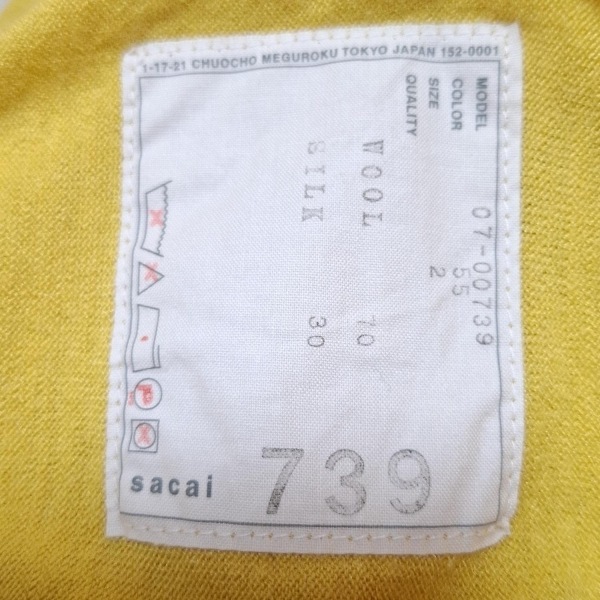 1-17-21 CHUOCHO MEGUROKU TOKYO JAPAN 152-0001
MODEL 07-00739
COLOR 55
SIZE 2
QUALITY
WOOL 70
SILK 30
sacai
739